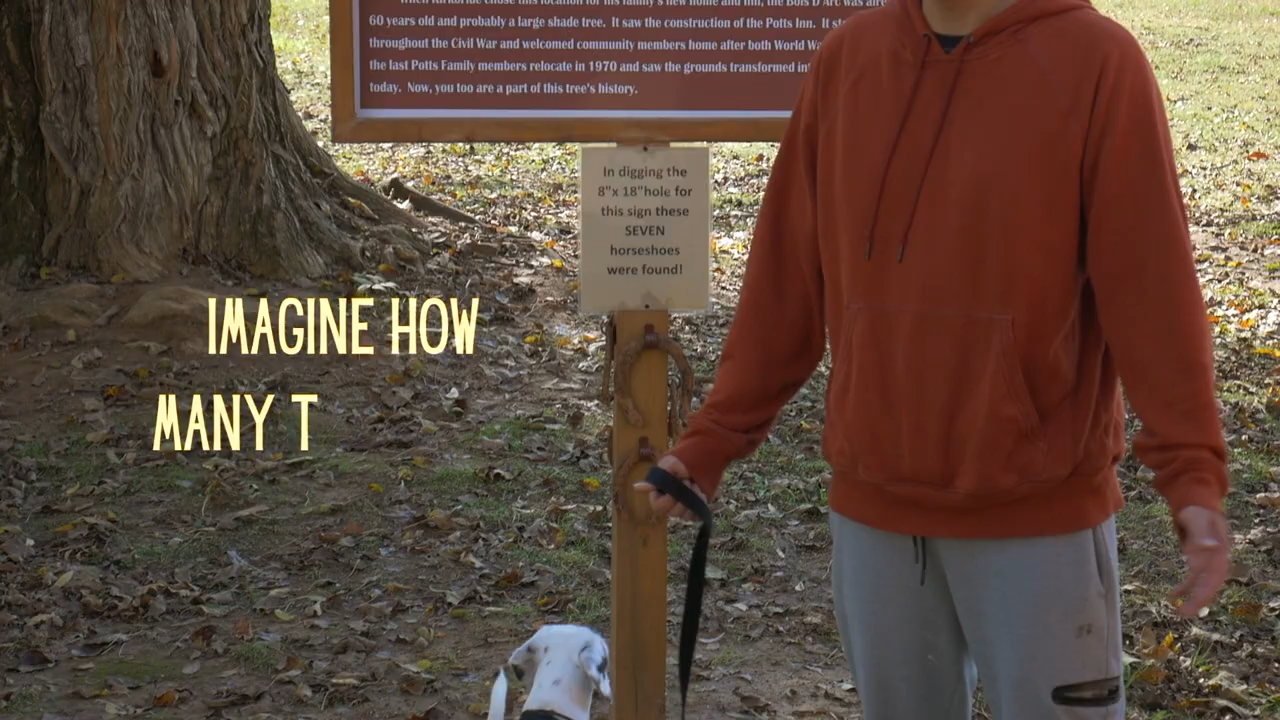 60 years old and probably a large shade tree. It saw the construction of the Potts Inn. It
throughout the Civil War and welcomed community members home after both World
the last Potts Family members relocate in 1970 and saw the grounds transformed
today. Now, you too are a part of this tree's history.
In digging the
8"x 18"hole for
this sign these
SEVEN
horseshoes
were found!
IMAGINE HOW
MANY T